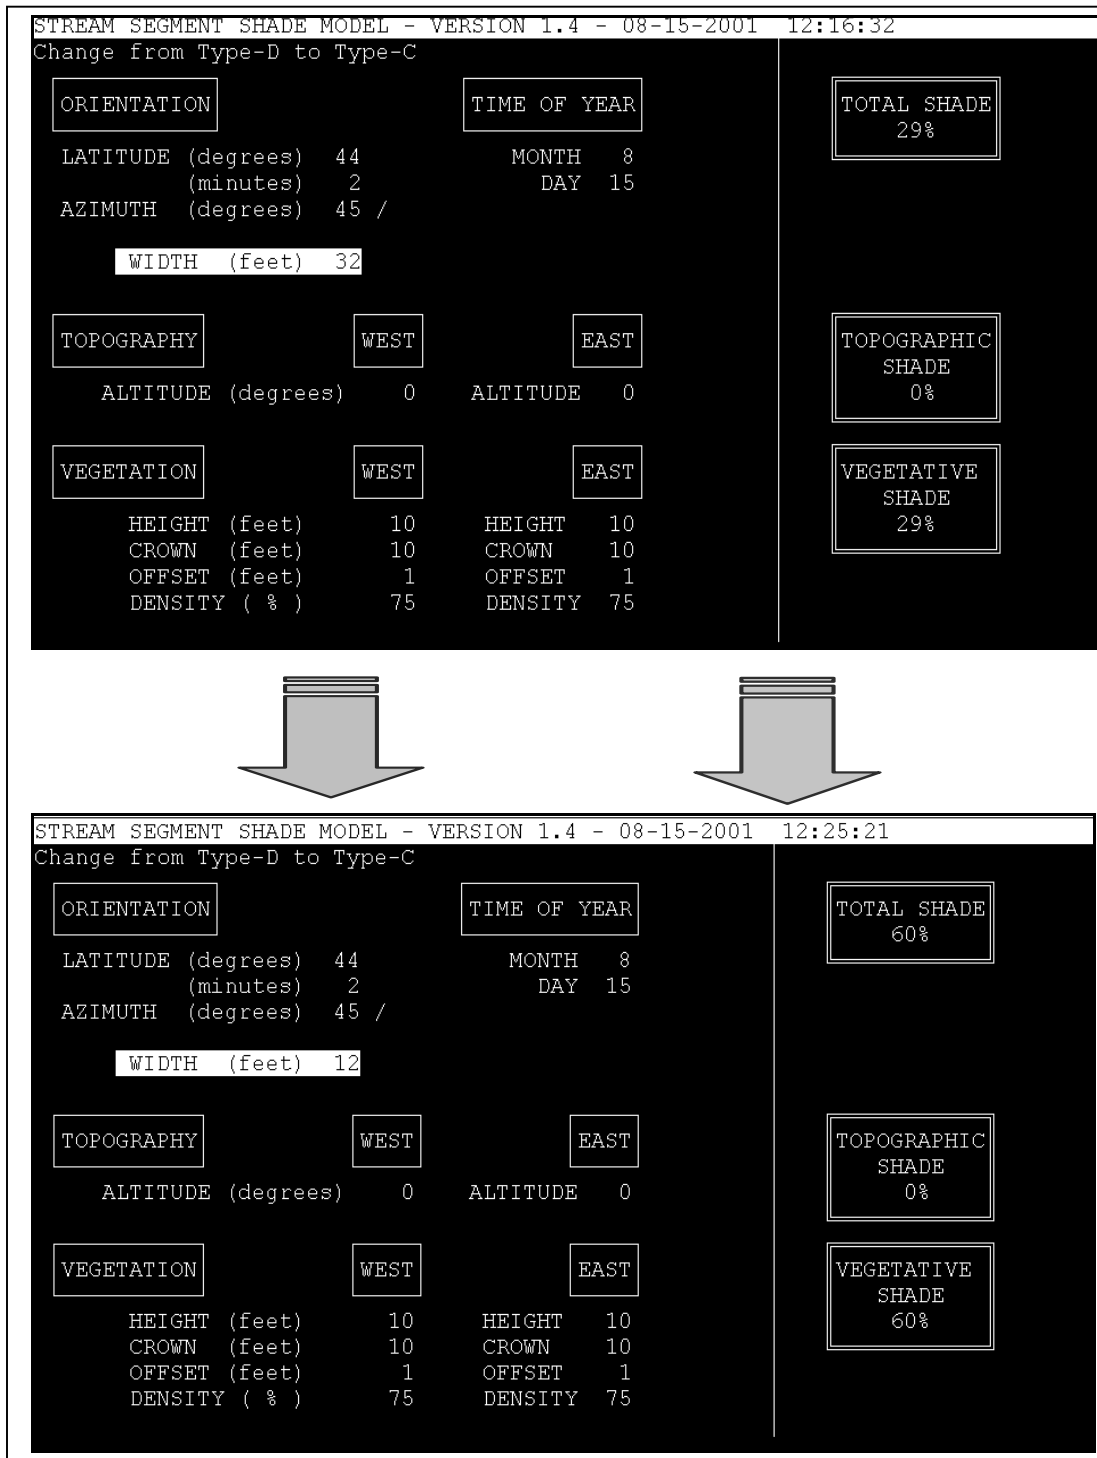 STREAM SEGMENT SHADE MODEL - VERSION 1.4 - 08-15-2001 12:16:32
Change from Type-D to Type-C
ORIENTATION TIME OF YEAR TOTAL SHADE
29%
LATITUDE (degrees) 44 MONTH 8
(minutes) 2 DAY 15
AZIMUTH (degrees) 45 /
WIDTH (feet) 32
TOPOGRAPHY WEST EAST TOPOGRAPHIC
SHADE
ALTITUDE (degrees) 0 ALTITUDE 0 0%
VEGETATION WEST EAST VEGETATIVE
SHADE
HEIGHT (feet) 10 HEIGHT 10 29%
CROWN (feet) 10 CROWN 10
OFFSET (feet) 1 OFFSET 1
DENSITY ( % ) 75 DENSITY 75
STREAM SEGMENT SHADE MODEL - VERSION 1.4 - 08-15-2001 12:25:21
Change from Type-D to Type-C
ORIENTATION TIME OF YEAR TOTAL SHADE
60%
LATITUDE (degrees) 44 MONTH 8
(minutes) 2 DAY 15
AZIMUTH (degrees) 45 /
WIDTH (feet) 12
TOPOGRAPHY WEST EAST TOPOGRAPHIC
SHADE
ALTITUDE (degrees) 0 ALTITUDE 0 0%
VEGETATION WEST EAST VEGETATIVE
SHADE
HEIGHT (feet) 10 HEIGHT 10 60%
CROWN (feet) 10 CROWN 10
OFFSET (feet) 1 OFFSET 1
DENSITY ( % ) 75 DENSITY 75